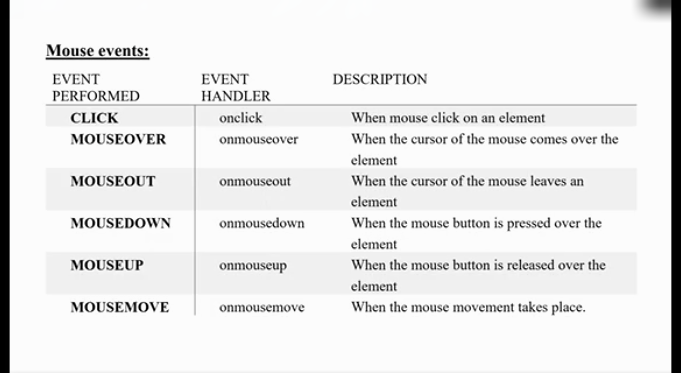 Mouse events:
EVENT PERFORMED EVENT HANDLER DESCRIPTION
CLICK onclick When mouse click on an element
MOUSEOVER onmouseover When the cursor of the mouse comes over the
element
MOUSEOUT onmouseout When the cursor of the mouse leaves an
element
MOUSEDOWN onmousedown When the mouse button is pressed over the
element
MOUSEUP onmouseup When the mouse button is released over the
element
MOUSEMOVE onmousemove When the mouse movement takes place.